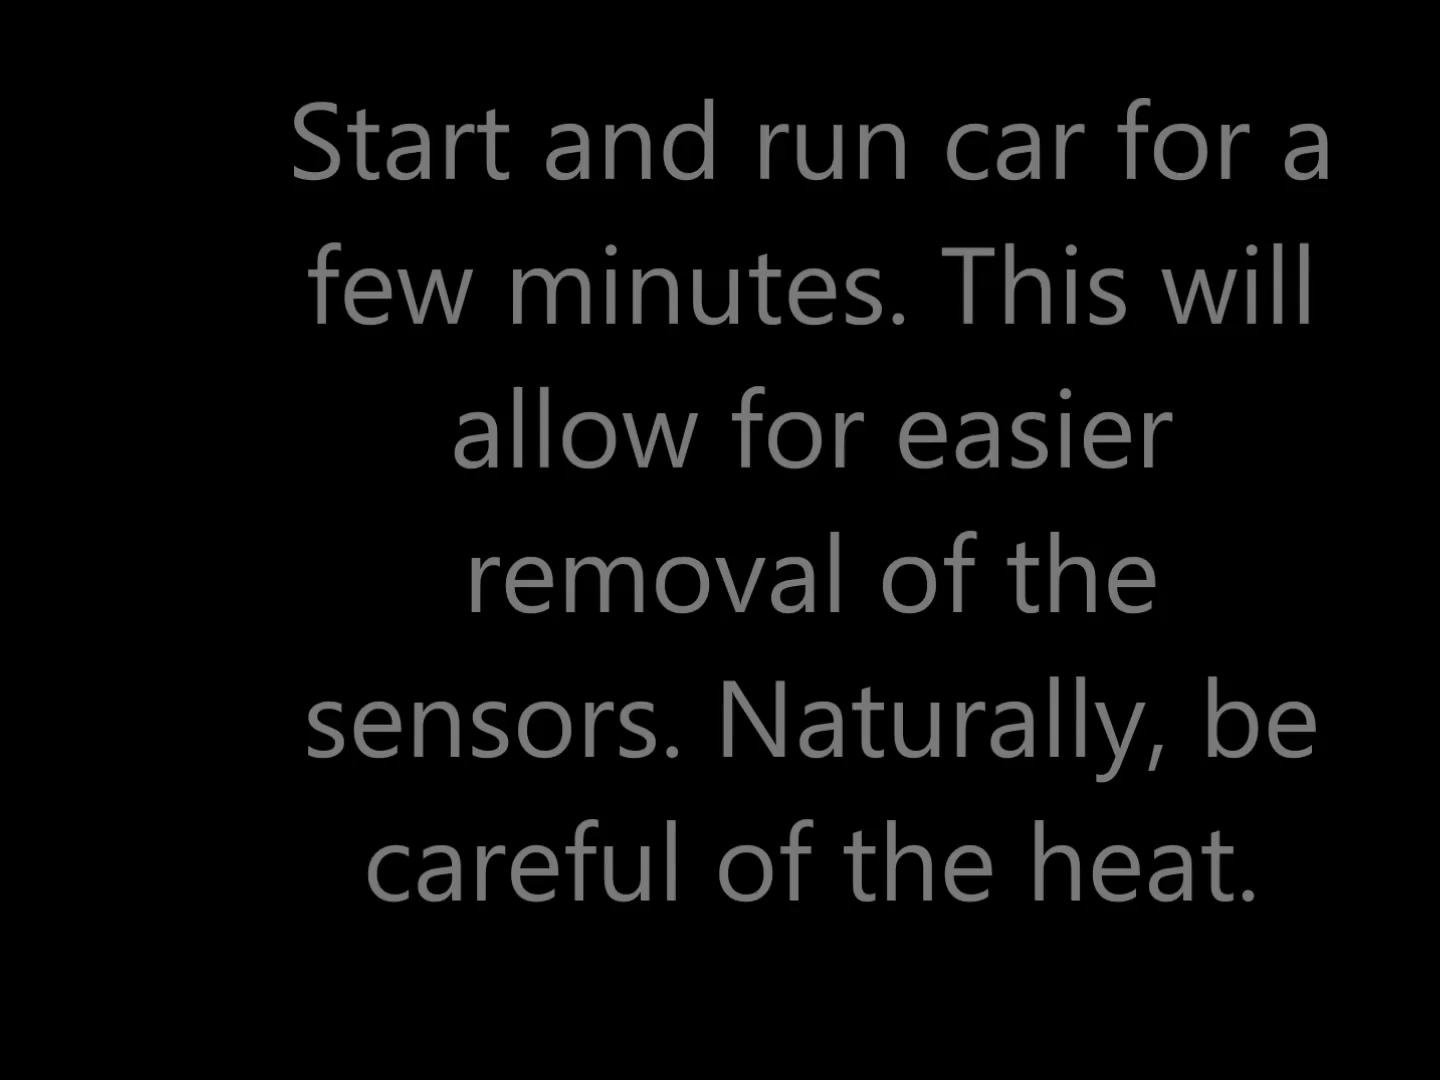 Start and run car for a
few minutes. This will
allow for easier
removal of the
sensors. Naturally, be
careful of the heat.